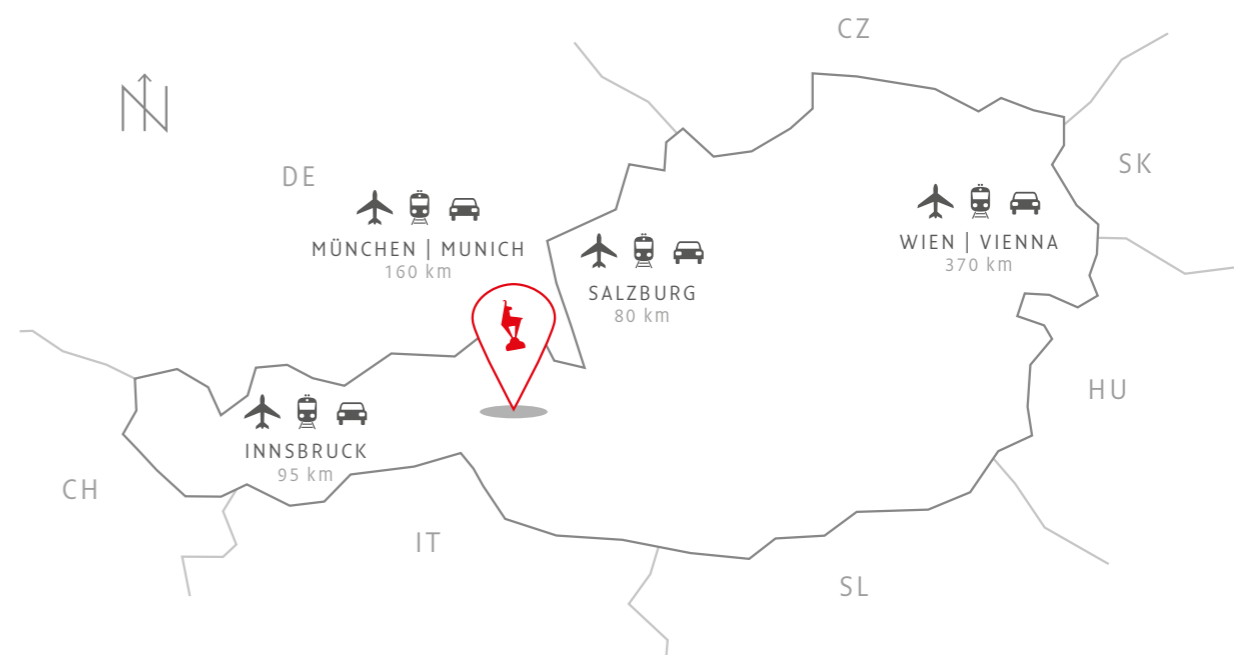 CZ
N
SK
DE
MÜNCHEN | MUNICH
160 km
WIEN | VIENNA
370 km
SALZBURG
80 km
HU
INNSBRUCK
95 km
CH
IT
SL